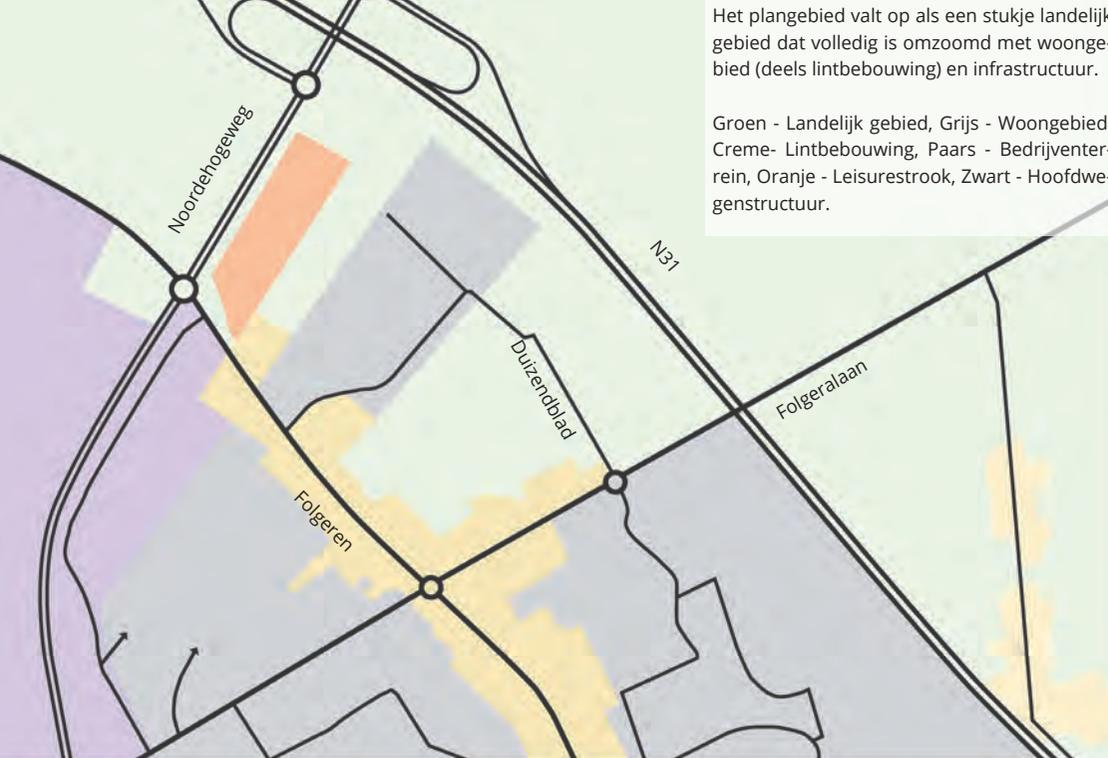 Het plangebied valt op als een stukje landelijk
gebied dat volledig is omzoomd met woonge-
bied (deels lintbebouwing) en infrastructuur.
Groen - Landelijk gebied, Grijs - Woongebied
Creme- Lintbebouwing, Paars - Bedrijventer-
rein, Oranje - Leisurestrook, Zwart - Hoofdwe-
genstructuur.
Noordehogeweg
N31
Duizendblad
Folgeralaan
Folgeren